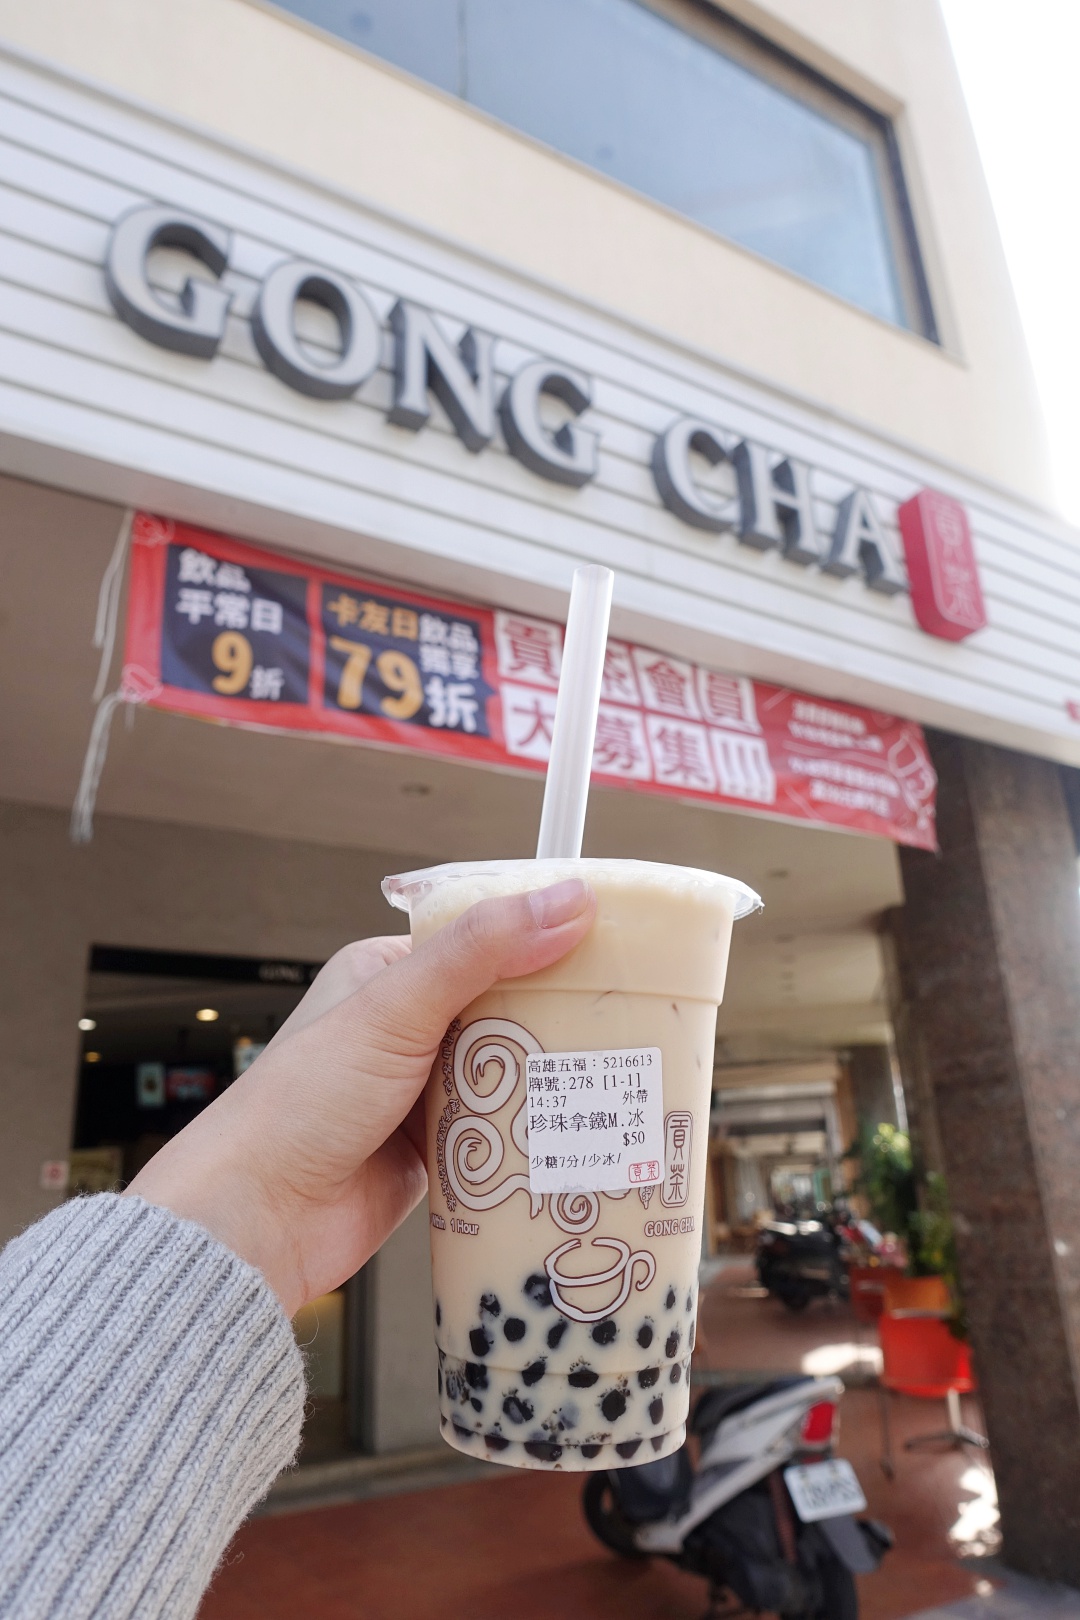 GONG CHA
貢茶
飲品
平常日
9折
卡友日飲品
獨享
79折
貢茶會員
大募集!!!
高雄五福：5216613
牌號:278 [1-1]
14:37 外帶
珍珠拿鐵M.冰
$50
少糖7分/少冰/
貢茶
貢茶
1 Hour
GONG CHA